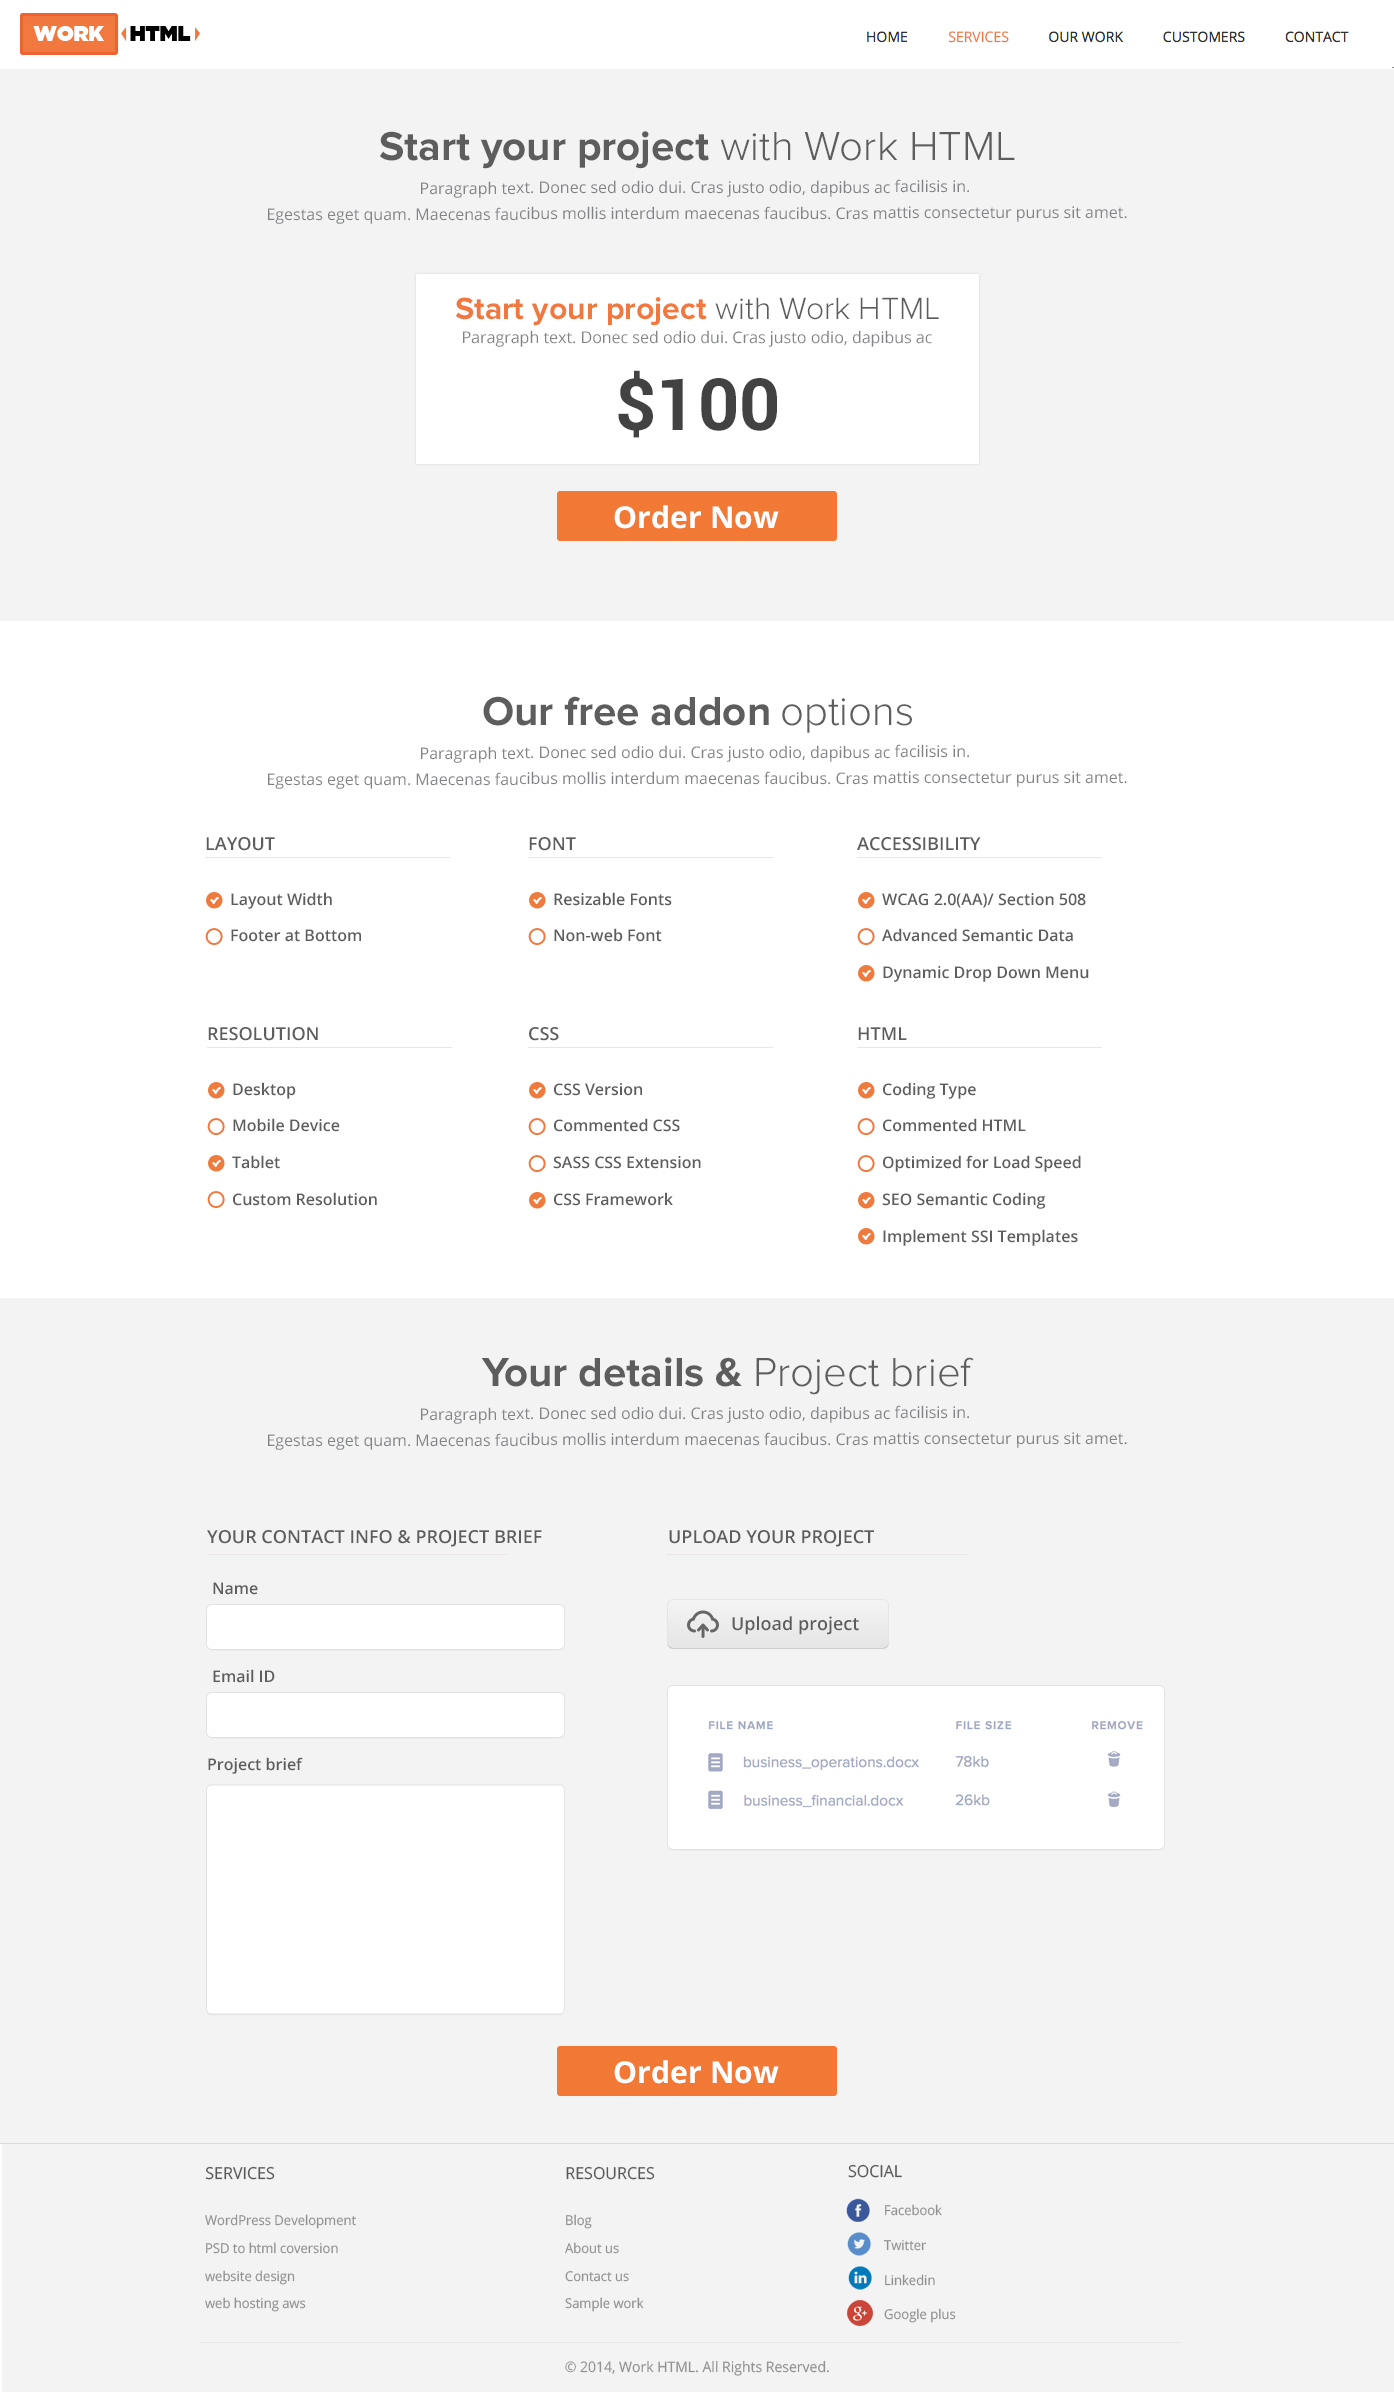 WORK HTML
HOME SERVICES OUR WORK CUSTOMERS CONTACT
Start your project with Work HTML
Paragraph text. Donec sed odio dui. Cras justo odio, dapibus ac facilisis in.
Egestas eget quam. Maecenas faucibus mollis interdum maecenas faucibus. Cras mattis consectetur purus sit amet.
Start your project with Work HTML
Paragraph text. Donec sed odio dui. Cras justo odio, dapibus ac
$100
Order Now
Our free addon options
Paragraph text. Donec sed odio dui. Cras justo odio, dapibus ac facilisis in.
Egestas eget quam. Maecenas faucibus mollis interdum maecenas faucibus. Cras mattis consectetur purus sit amet.
LAYOUT
Layout Width
Footer at Bottom
FONT
Resizable Fonts
Non-web Font
ACCESSIBILITY
WCAG 2.0(AA)/ Section 508
Advanced Semantic Data
Dynamic Drop Down Menu
RESOLUTION
Desktop
Mobile Device
Tablet
Custom Resolution
CSS
CSS Version
Commented CSS
SASS CSS Extension
CSS Framework
HTML
Coding Type
Commented HTML
Optimized for Load Speed
SEO Semantic Coding
Implement SSI Templates
Your details & Project brief
Paragraph text. Donec sed odio dui. Cras justo odio, dapibus ac facilisis in.
Egestas eget quam. Maecenas faucibus mollis interdum maecenas faucibus. Cras mattis consectetur purus sit amet.
YOUR CONTACT INFO & PROJECT BRIEF
Name
Email ID
Project brief
UPLOAD YOUR PROJECT
Upload project
FILE NAME FILE SIZE REMOVE
business_operations.docx 78kb
business_financial.docx 26kb
Order Now
SERVICES
WordPress Development
PSD to html coversion
website design
web hosting aws
RESOURCES
Blog
About us
Contact us
Sample work
SOCIAL
f Facebook
Twitter
in Linkedin
g+ Google plus
© 2014, Work HTML. All Rights Reserved.